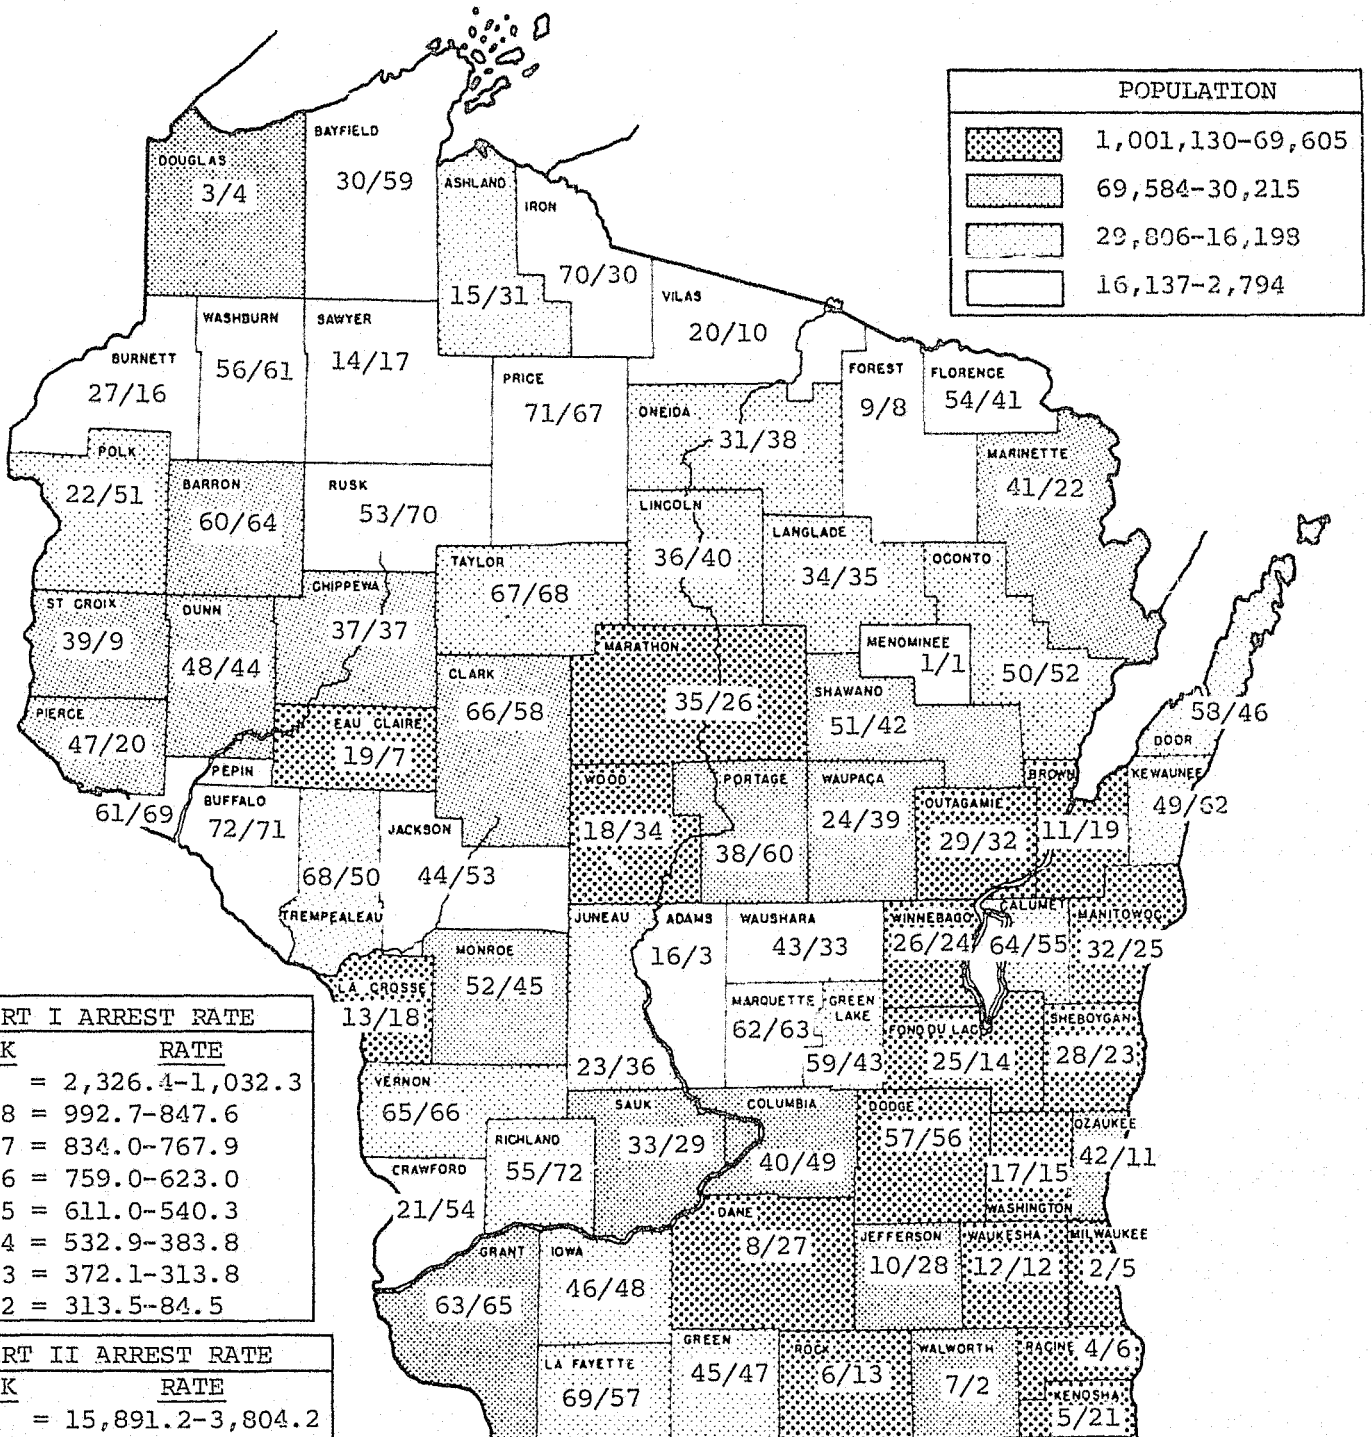 POPULATION
1,001,130-69,605
69,584-30,215
29,806-16,198
16,137-2,794
BAYFIELD
30/59
DOUGLAS
3/4
ASHLAND
15/31
IRON
70/30
VILAS
20/10
BURNETT
27/16
WASHBURN
56/61
SAWYER
14/17
PRICE
71/67
ONEIDA
31/38
FOREST
9/8
FLORENCE
54/41
MARINETTE
41/22
POLK
22/51
BARRON
60/64
RUSK
53/70
LINCOLN
36/40
LANGLADE
34/35
OCONTO
50/52
TAYLOR
67/68
CHIPPEWA
37/37
ST CROIX
39/9
DUNN
48/44
MENOMINEE
1/1
MARATHON
35/26
CLARK
66/58
SHAWANO
51/42
PIERCE
47/20
EAU CLAIRE
19/7
58/46
DOOR
PEPIN
61/69
BUFFALO
72/71
68/50
TREMPEALEAU
JACKSON
44/53
WOOD
18/34
PORTAGE
38/60
WAUPACA
24/39
OUTAGAMIE
29/32
BROWN
11/19
KEWAUNEE
49/62
JUNEAU
23/36
ADAMS
16/3
WAUSHARA
43/33
WINNEBAGO
26/24
CALUMET
64/55
MANITOWOC
32/25
MONROE
52/45
LA CROSSE
13/18
MARQUETTE
62/63
GREEN
LAKE
59/43
FOND DU LAC
25/14
SHEBOYGAN
28/23
VERNON
65/66
RICHLAND
55/72
SAUK
33/29
COLUMBIA
40/49
DODGE
57/56
17/15
WASHINGTON
OZAUKEE
42/11
CRAWFORD
21/54
GRANT
63/65
IOWA
46/48
DANE
8/27
JEFFERSON
10/28
WAUKESHA
12/12
MILWAUKEE
2/5
LA FAYETTE
69/57
GREEN
45/47
ROCK
6/13
WALWORTH
7/2
RACINE 4/6
KENOSHA
5/21
RT I ARREST RATE
K RATE
= 2,326.4-1,032.3
8 = 992.7-847.6
7 = 834.0-767.9
6 = 759.0-623.0
5 = 611.0-540.3
4 = 532.9-383.8
3 = 372.1-313.8
2 = 313.5-84.5
RT II ARREST RATE
K RATE
= 15,891.2-3,804.2